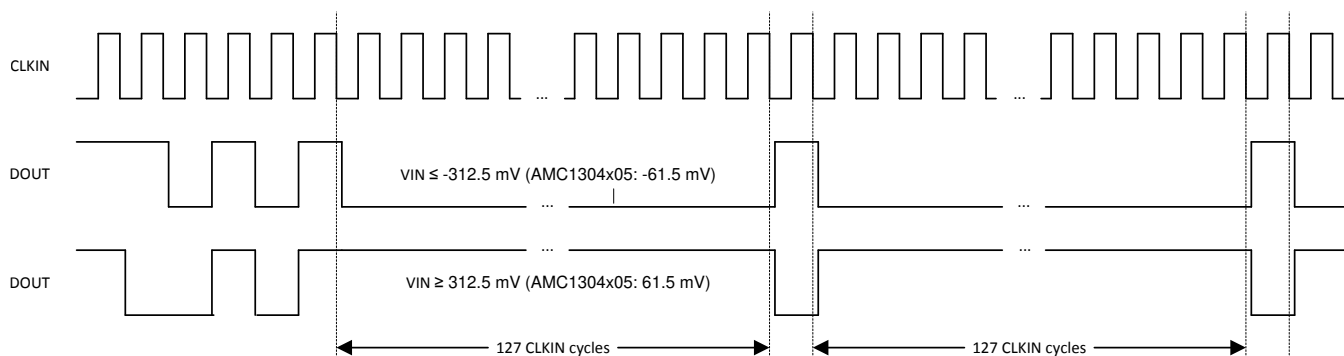 CLKIN
...
...
DOUT
VIN ≤ -312.5 mV (AMC1304x05: -61.5 mV)
...
...
DOUT
...
...
VIN ≥ 312.5 mV (AMC1304x05: 61.5 mV)
127 CLKIN cycles
127 CLKIN cycles